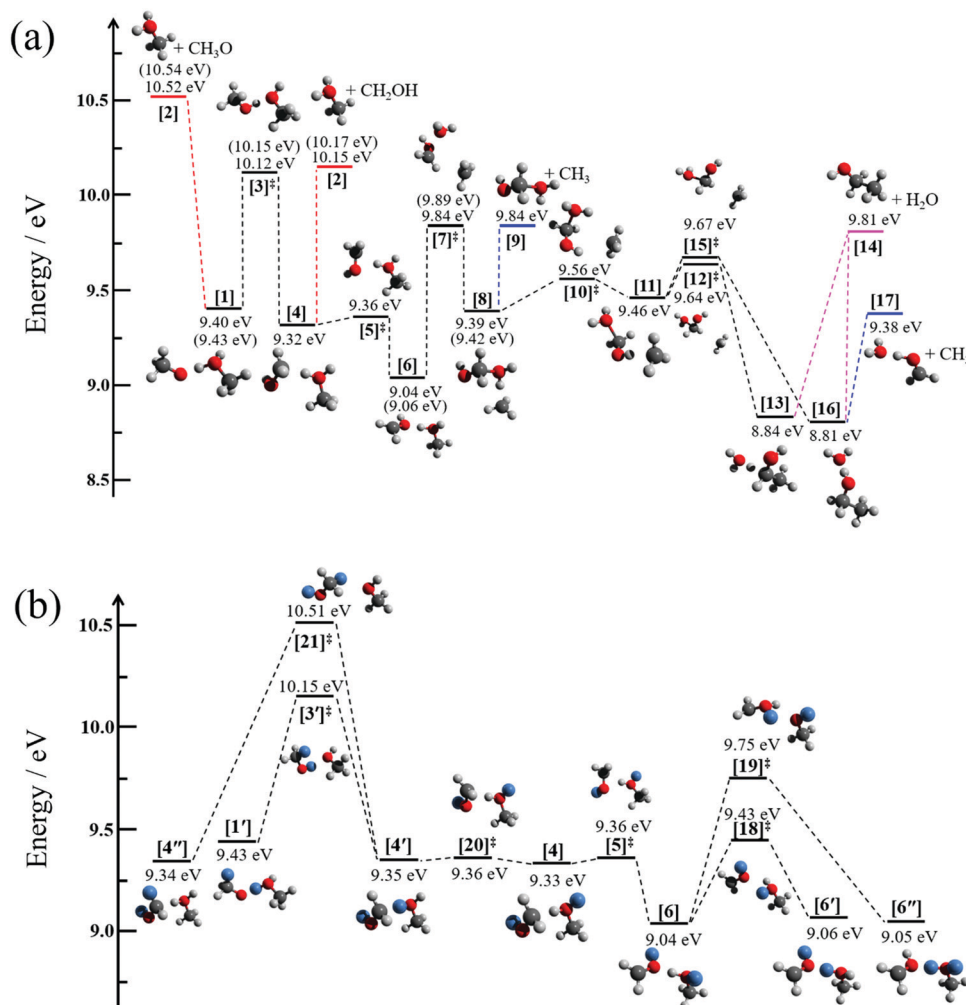 (a)
Energy / eV
10.5
10.0
9.5
9.0
8.5
+ CH3O
(10.54 eV)
10.52 eV
[2]
[1]
9.40 eV
(9.43 eV)
(10.15 eV)
10.12 eV
[3]‡
[4]
9.32 eV
+ CH2OH
(10.17 eV)
10.15 eV
[2]
9.36 eV
[5]‡
[6]
9.04 eV
(9.06 eV)
(9.89 eV)
9.84 eV
[7]‡
[8]
9.39 eV
(9.42 eV)
+ CH3
9.84 eV
[9]
9.56 eV
[10]‡
[11]
9.46 eV
9.67 eV
[15]‡
[12]‡
9.64 eV
[13]
8.84 eV
+ H2O
9.81 eV
[14]
[16]
8.81 eV
[17]
9.38 eV
(b)
Energy / eV
10.5
10.0
9.5
9.0
10.51 eV
[21]‡
10.15 eV
[3′]‡
[4″]
9.34 eV
[1′]
9.43 eV
[4′]
9.35 eV
[20]‡
9.36 eV
[4]
9.33 eV
9.36 eV
[5]‡
[6]
9.04 eV
9.75 eV
[19]‡
9.43 eV
[18]‡
[6′]
9.06 eV
[6″]
9.05 eV